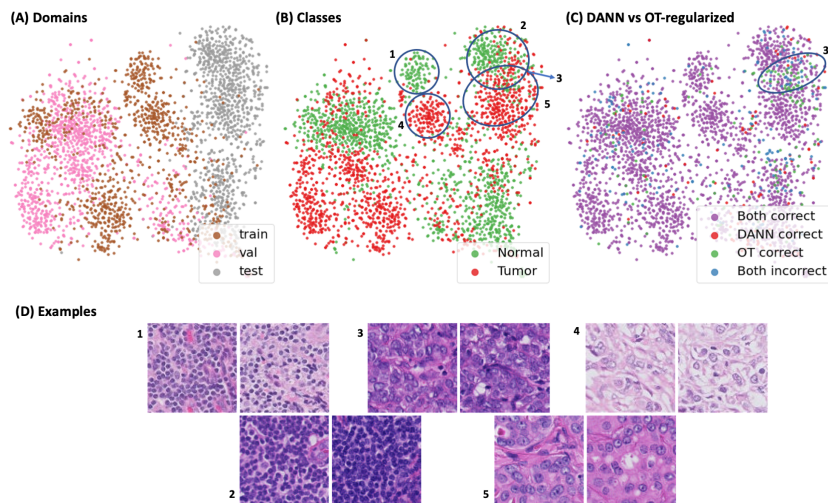 (A) Domains
(B) Classes
(C) DANN vs OT-regularized
1
2
3
4
5
3
train
val
test
Normal
Tumor
Both correct
DANN correct
OT correct
Both incorrect
(D) Examples
1
3
4
2
5